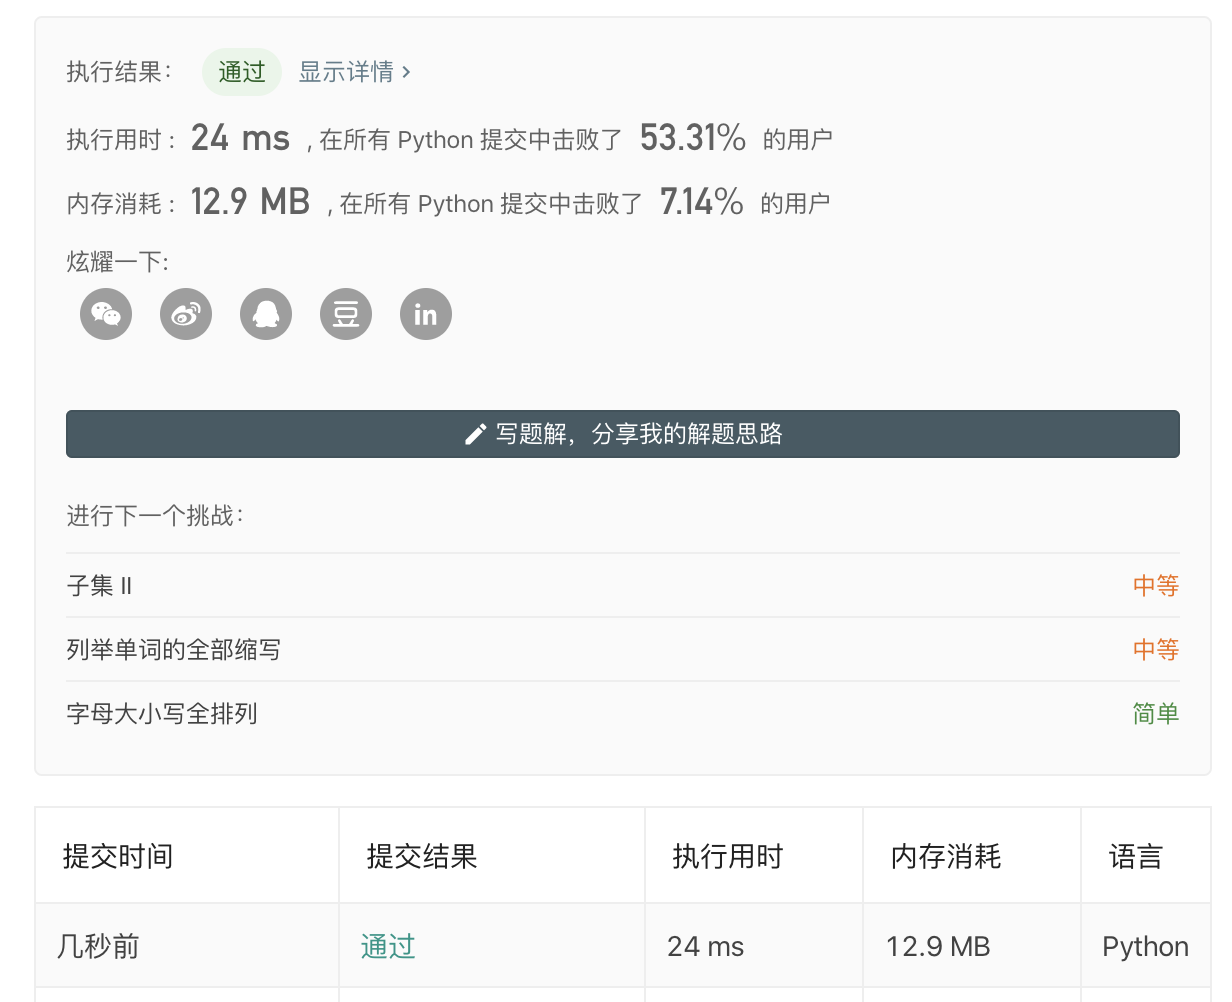 执行结果： 通过 显示详情 ›
执行用时 : 24 ms , 在所有 Python 提交中击败了 53.31% 的用户
内存消耗 : 12.9 MB , 在所有 Python 提交中击败了 7.14% 的用户
炫耀一下:
豆 in
写题解，分享我的解题思路
进行下一个挑战：
子集 II 中等
列举单词的全部缩写 中等
字母大小写全排列 简单
提交时间 提交结果 执行用时 内存消耗 语言
几秒前 通过 24 ms 12.9 MB Python